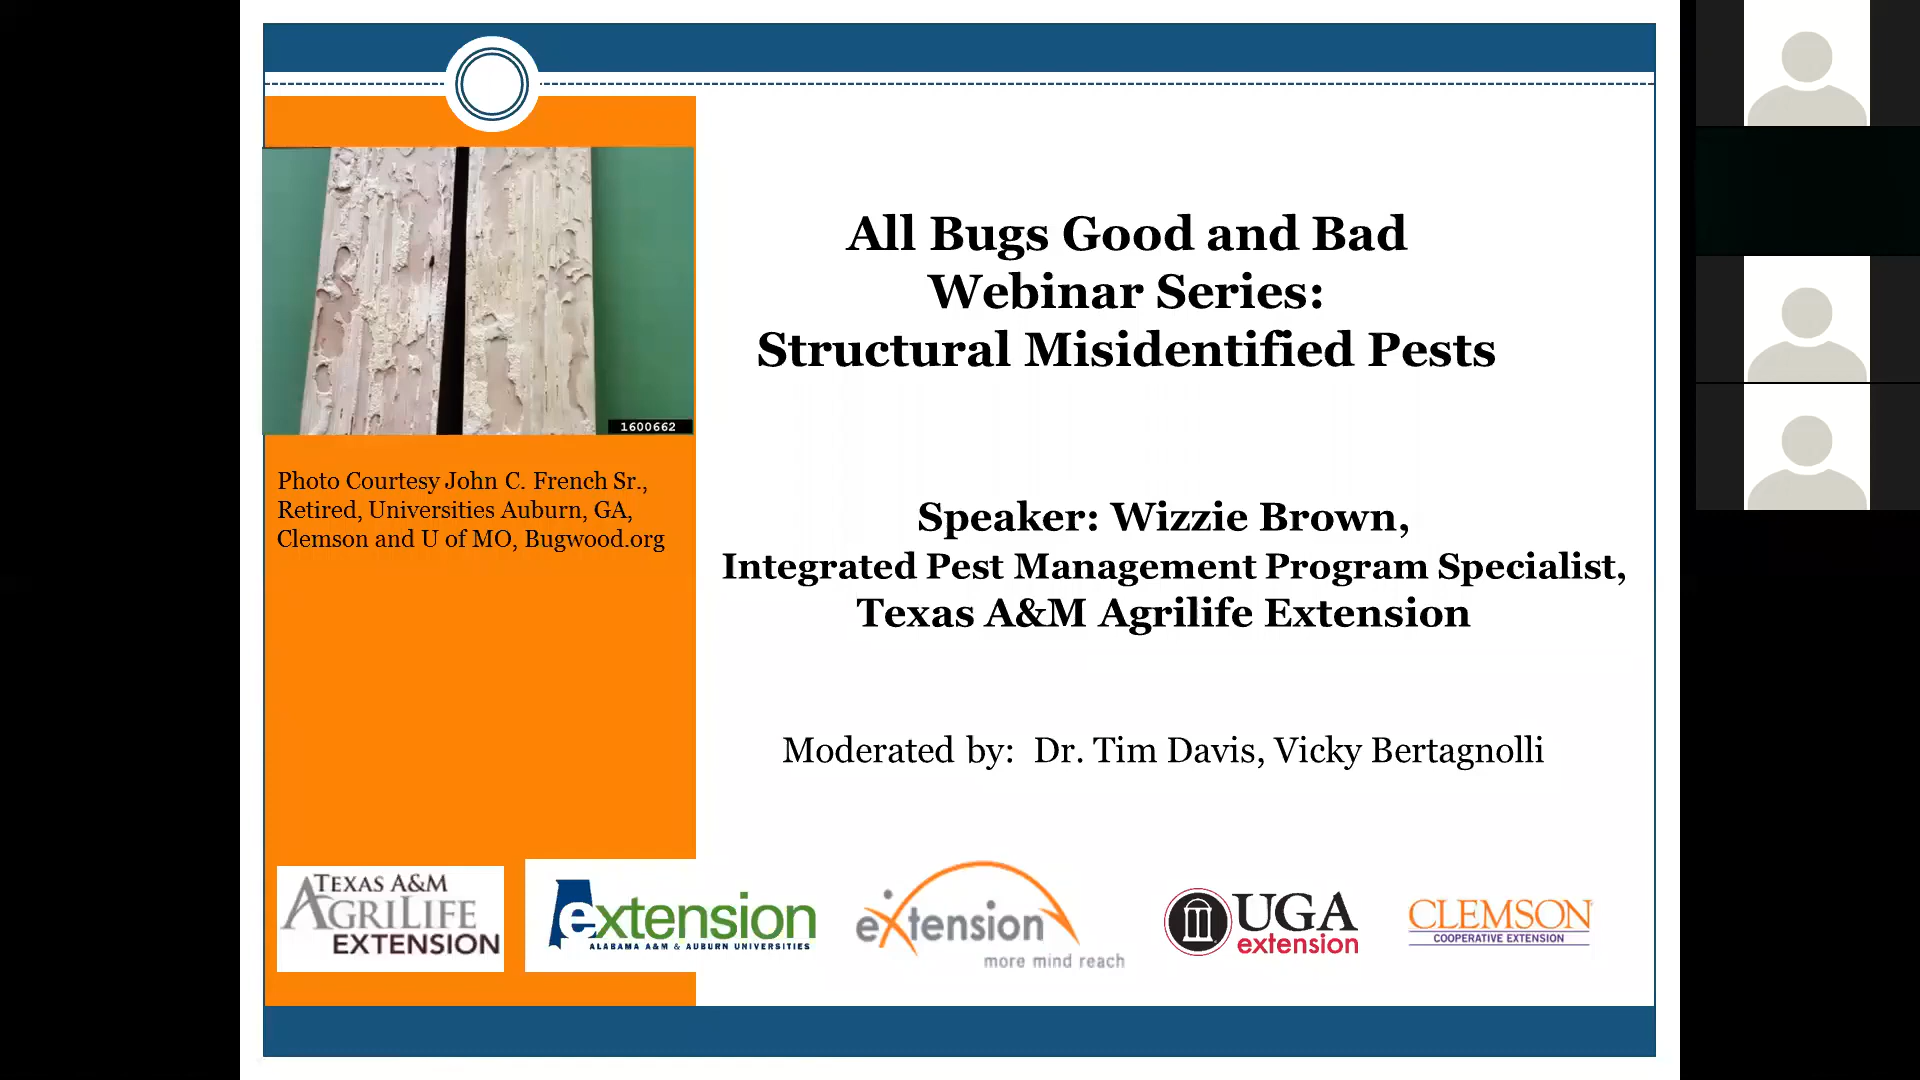 All Bugs Good and Bad
Webinar Series:
Structural Misidentified Pests
1600662
Photo Courtesy John C. French Sr.,
Retired, Universities Auburn, GA,
Clemson and U of MO, Bugwood.org
Speaker: Wizzie Brown,
Integrated Pest Management Program Specialist,
Texas A&M Agrilife Extension
Moderated by: Dr. Tim Davis, Vicky Bertagnolli
TEXAS A&M
AGRILIFE
EXTENSION
extension
ALABAMA A&M & AUBURN UNIVERSITIES
eXtension
more mind reach
UGA
extension
CLEMSON
COOPERATIVE EXTENSION